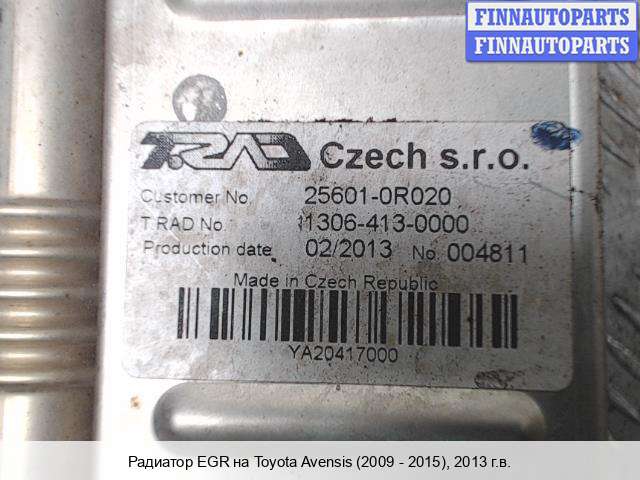 FINNAUTOPARTS
FINNAUTOPARTS
T.RAD Czech s.r.o.
Customer No. 25601-0R020
T RAD No. 11306-413-0000
Production date 02/2013 No. 004811
Made in Czech Republic
YA20417000
Радиатор EGR на Toyota Avensis (2009 - 2015), 2013 г.в.